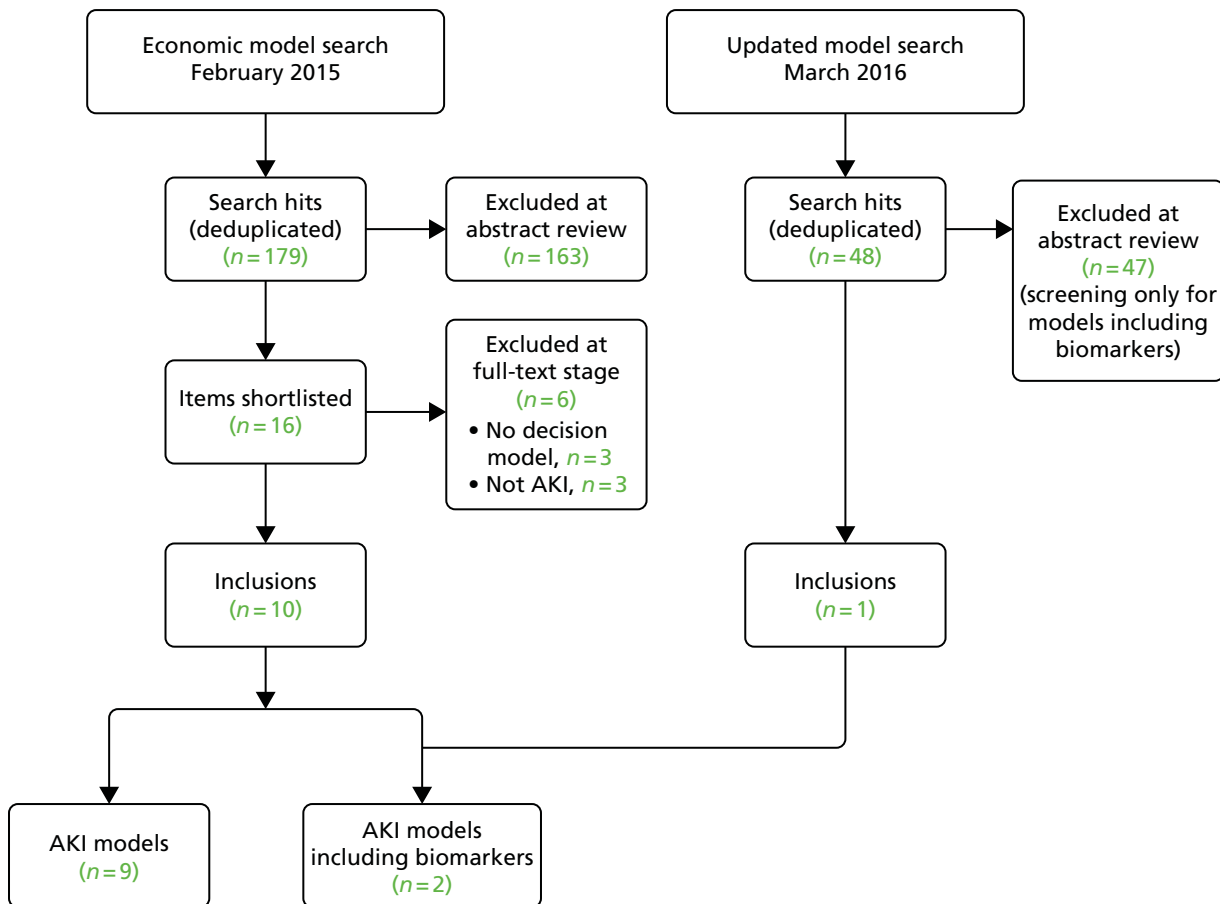 Economic model search
February 2015
Updated model search
March 2016
Search hits
(deduplicated)
(n=179)
Excluded at
abstract review
(n=163)
Search hits
(deduplicated)
(n=48)
Excluded at
abstract review
(n=47)
(screening only for
models including
biomarkers)
Items shortlisted
(n=16)
Excluded at
full-text stage
(n=6)
• No decision
model, n=3
• Not AKI, n=3
Inclusions
(n=10)
Inclusions
(n=1)
AKI models
(n=9)
AKI models
including biomarkers
(n=2)